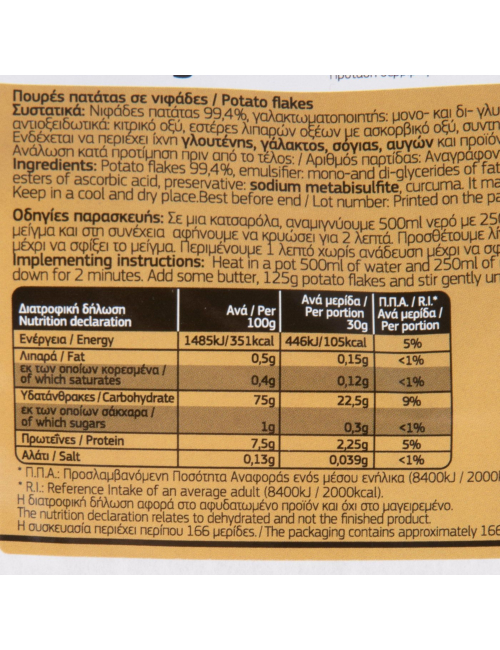 Πουρές πατάτας σε νιφάδες / Potato flakes
Συστατικά: Νιφάδες πατάτας 99,4%, γαλακτωματοποιητής: μονο- και δι- γλυ
αντιοξειδωτικά: κιτρικό οξύ, εστέρες λιπαρών οξέων με ασκορβικό οξύ, συντη
Ενδέχεται να περιέχει ίχνη γλουτένης, γάλακτος, σόγιας, αυγών και προϊόν
Ανάλωση κατά προτίμηση πριν από το τέλος: / Αριθμός παρτίδας: Αναγράφον
Ingredients: Potato flakes 99,4%, emulsifier: mono-and di-glycerides of fat
esters of ascorbic acid, preservative: sodium metabisulfite, curcuma. It ma
Keep in a cool and dry place.Best before end / Lot number: Printed on the pa
Οδηγίες παρασκευής: Σε μια κατσαρόλα, αναμιγνύουμε 500ml νερό με 25
μείγμα και στη συνέχεια αφήνουμε να κρυώσει για 2 λεπτά. Προσθέτουμε λί
μέχρι να σφίξει το μείγμα. Περιμένουμε 1 λεπτό χωρίς ανάδευση μέχρι να σφ
Implementing instructions: Heat in a pot 500ml of water and 250ml of
down for 2 minutes. Add some butter, 125g potato flakes and stir gently un
Διατροφική δήλωση Nutrition declaration Ανά / Per 100g Ανά μερίδα / Per portion 30g Π.Π.Α. / R.I.* Ανά μερίδα / Per portion
Ενέργεια / Energy 1485kJ/351kcal 446kJ/105kcal 5%
Λιπαρά / Fat 0,5g 0,15g <1%
εκ των οποίων κορεσμένα /
of which saturates 0,4g 0,12g <1%
Υδατάνθρακες / Carbohydrate 75g 22,5g 9%
εκ των οποίων σάκχαρα /
of which sugars 1g 0,3g <1%
Πρωτεΐνες / Protein 7,5g 2,25g 5%
Αλάτι / Salt 0,13g 0,039g <1%
* Π.Π.Α.: Προσλαμβανόμενη Ποσότητα Αναφοράς ενός μέσου ενήλικα (8400kJ / 2000
* R.I.: Reference Intake of an average adult (8400kJ / 2000kcal).
Η διατροφική δήλωση αφορά στο αφυδατωμένο προϊόν και όχι στο μαγειρεμένο.
The nutrition declaration relates to dehydrated and not the finished product.
Η συσκευασία περιέχει περίπου 166 μερίδες. / The packaging contains approximately 166